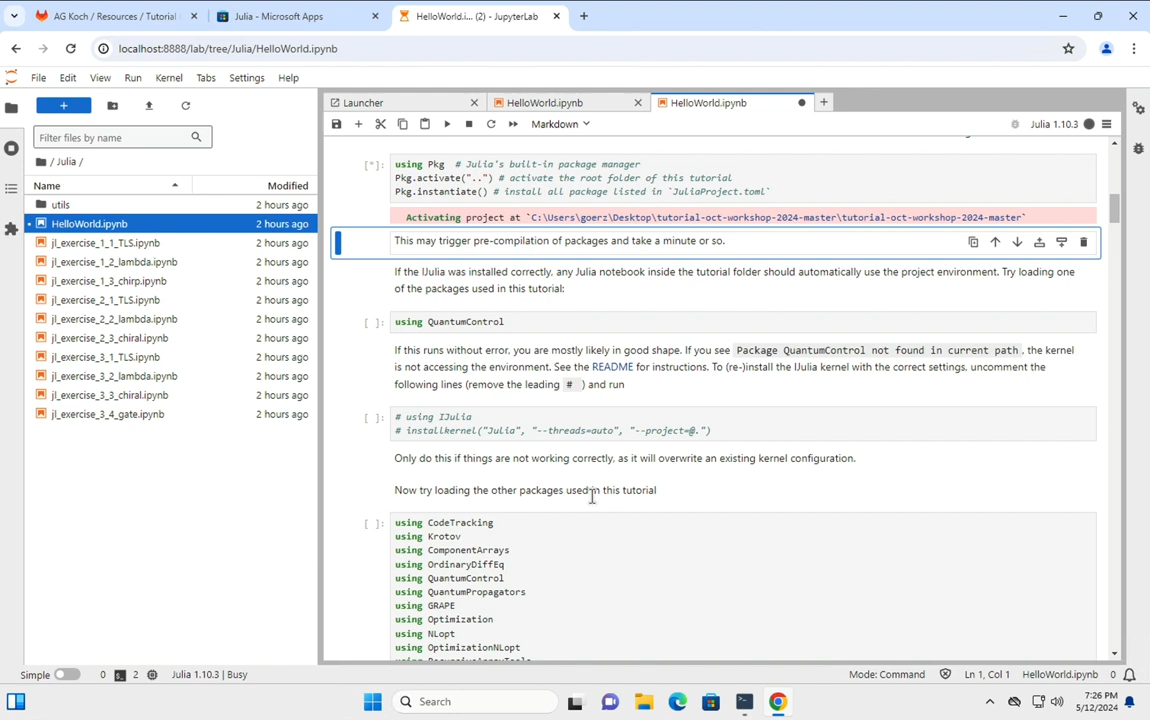 AG Koch / Resources / Tutorial
Julia - Microsoft Apps
HelloWorld.i... (2) - JupyterLab
localhost:8888/lab/tree/Julia/HelloWorld.ipynb
File Edit View Run Kernel Tabs Settings Help
Launcher
HelloWorld.ipynb
HelloWorld.ipynb
Markdown
Julia 1.10.3
Filter files by name
/ Julia /
Name Modified
utils 2 hours ago
HelloWorld.ipynb 2 hours ago
jl_exercise_1_1_TLS.ipynb 2 hours ago
jl_exercise_1_2_lambda.ipynb 2 hours ago
jl_exercise_1_3_chirp.ipynb 2 hours ago
jl_exercise_2_1_TLS.ipynb 2 hours ago
jl_exercise_2_2_lambda.ipynb 2 hours ago
jl_exercise_2_3_chiral.ipynb 2 hours ago
jl_exercise_3_1_TLS.ipynb 2 hours ago
jl_exercise_3_2_lambda.ipynb 2 hours ago
jl_exercise_3_3_chiral.ipynb 2 hours ago
jl_exercise_3_4_gate.ipynb 2 hours ago
[*]: using Pkg # Julia's built-in package manager
Pkg.activate("..") # activate the root folder of this tutorial
Pkg.instantiate() # install all package listed in `JuliaProject.toml`
Activating project at `C:\Users\goerz\Desktop\tutorial-oct-workshop-2024-master\tutorial-oct-workshop-2024-master`
This may trigger pre-compilation of packages and take a minute or so.
If the IJulia was installed correctly, any Julia notebook inside the tutorial folder should automatically use the project environment. Try loading one
of the packages used in this tutorial:
[ ]: using QuantumControl
If this runs without error, you are mostly likely in good shape. If you see Package QuantumControl not found in current path , the kernel
is not accessing the environment. See the README for instructions. To (re-)install the IJulia kernel with the correct settings, uncomment the
following lines (remove the leading # ) and run
[ ]: # using IJulia
# installkernel("Julia", "--threads=auto", "--project=@.")
Only do this if things are not working correctly, as it will overwrite an existing kernel configuration.
Now try loading the other packages used in this tutorial
[ ]: using CodeTracking
using Krotov
using ComponentArrays
using OrdinaryDiffEq
using QuantumControl
using QuantumPropagators
using GRAPE
using Optimization
using NLopt
using OptimizationNLopt
using RecursiveArrayTools
Simple 0 2 Julia 1.10.3 | Busy Mode: Command Ln 1, Col 1 HelloWorld.ipynb 0
Search
7:26 PM
5/12/2024